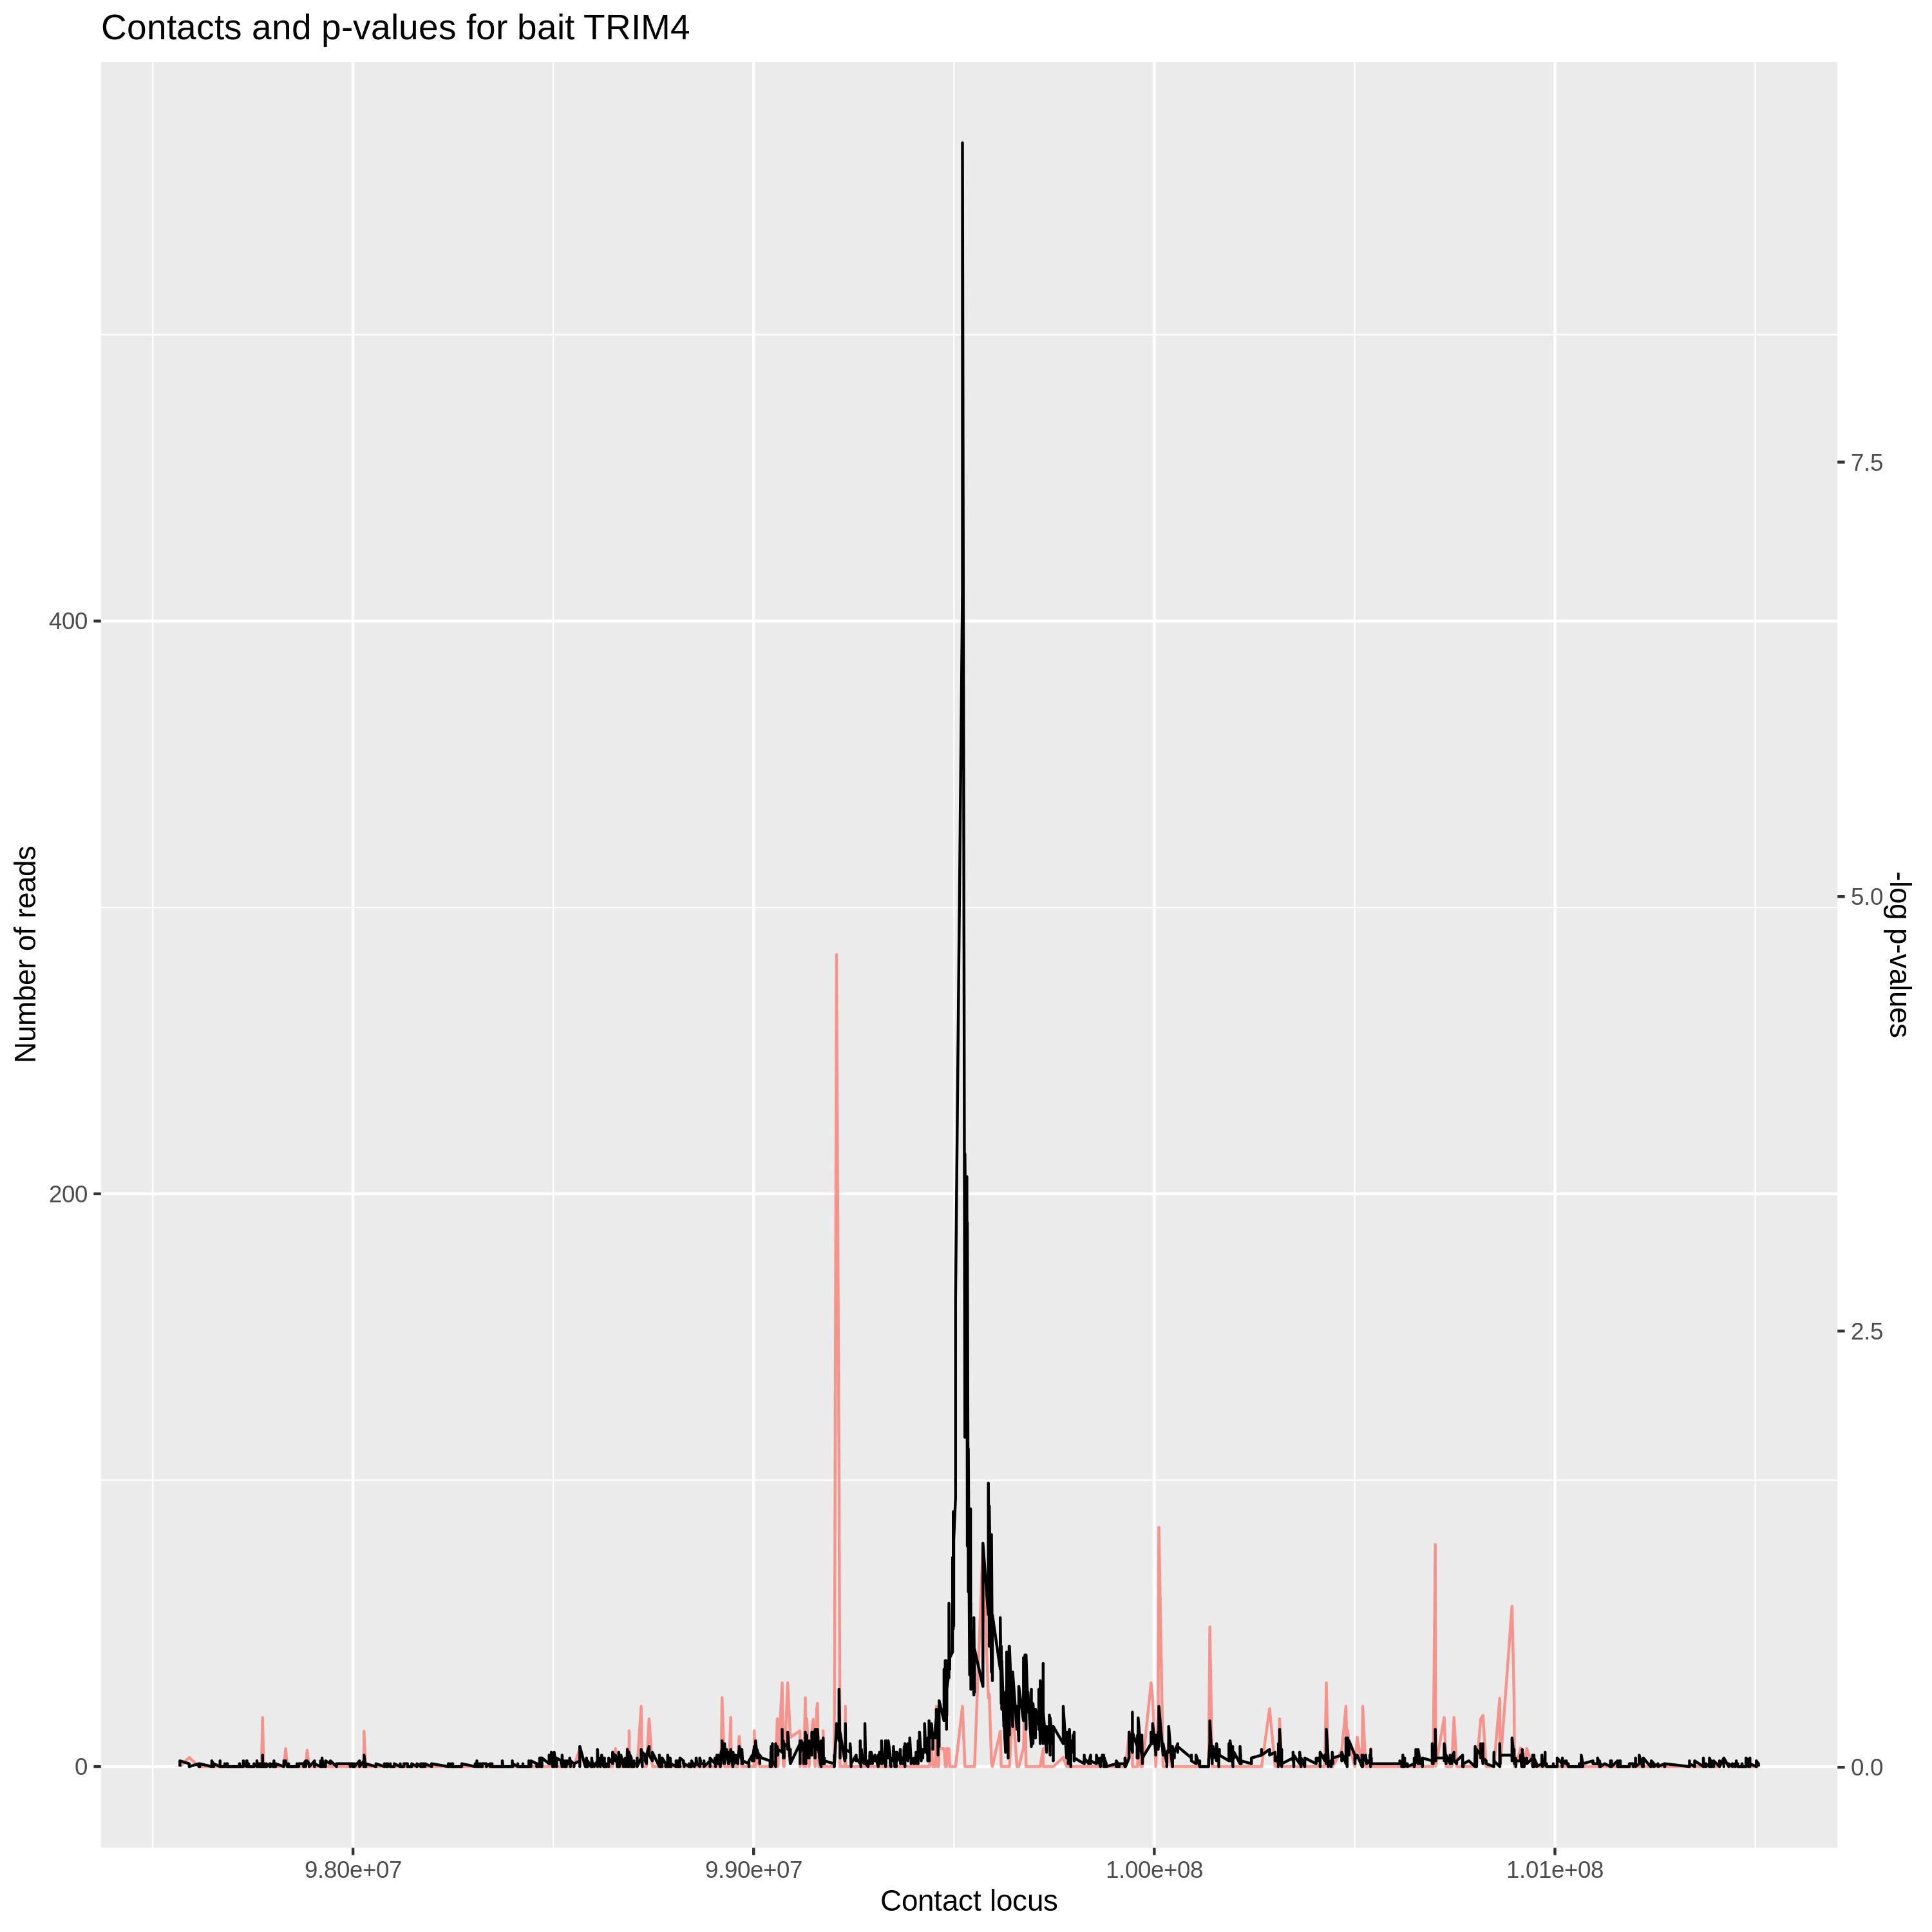 Contacts and p-values for bait TRIM4
Number of reads
400
200
0
7.5
5.0
2.5
0.0
-log p-values
9.80e+07
9.90e+07
1.00e+08
1.01e+08
Contact locus